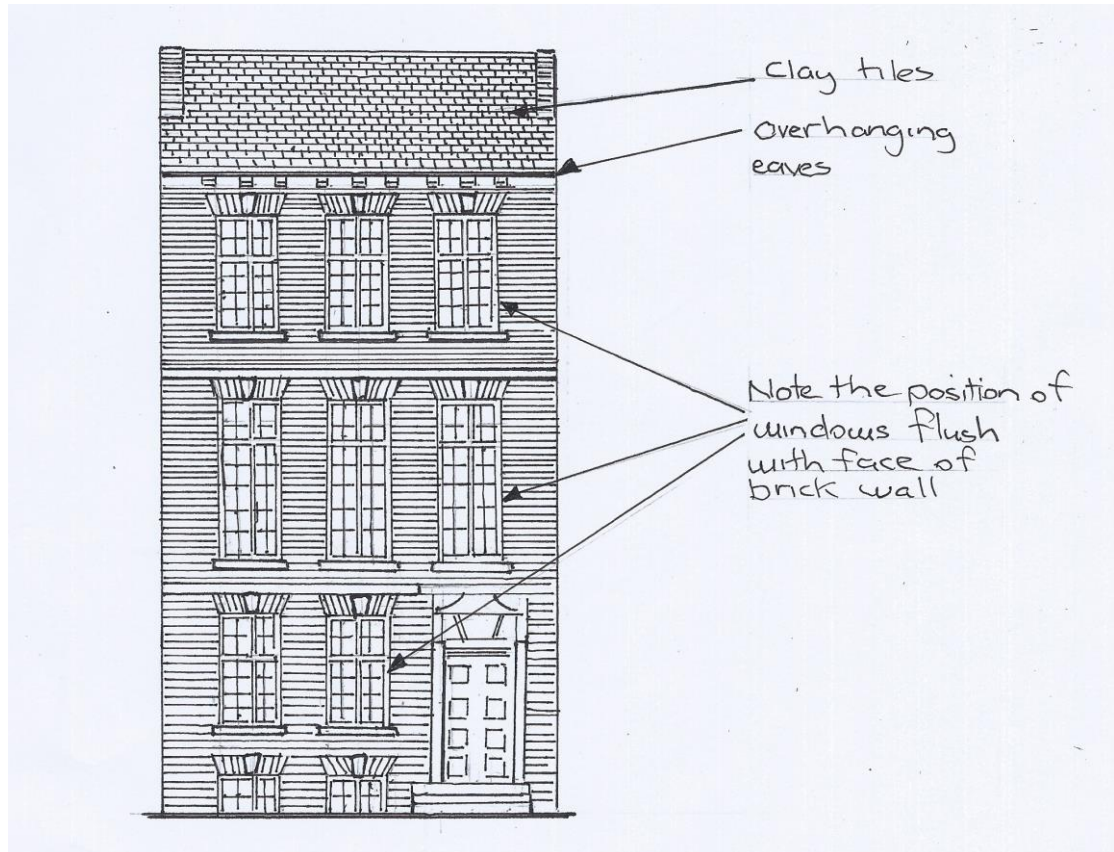 Clay tiles
Overhanging
eaves
Note the position of
windows flush
with face of
brick wall